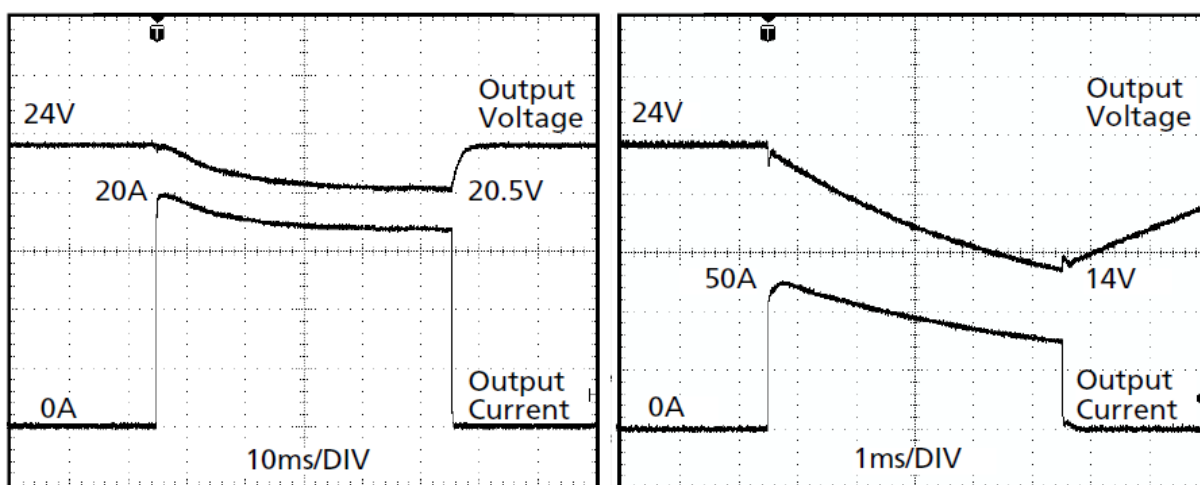 T
Output
Voltage
24V
20A
20.5V
Output
Current
0A
10ms/DIV
T
Output
Voltage
24V
50A
14V
Output
Current
0A
1ms/DIV